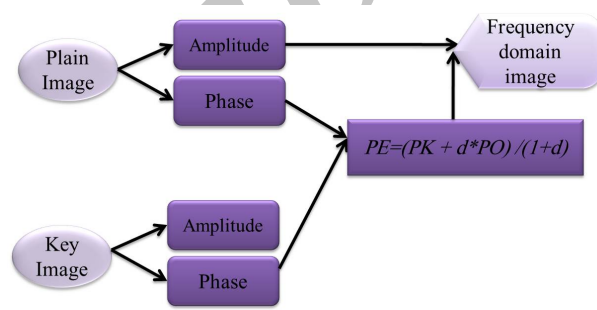 Plain
Image
Amplitude
Phase
Frequency
domain
image
PE=(PK + d*PO) /(1+d)
Key
Image
Amplitude
Phase